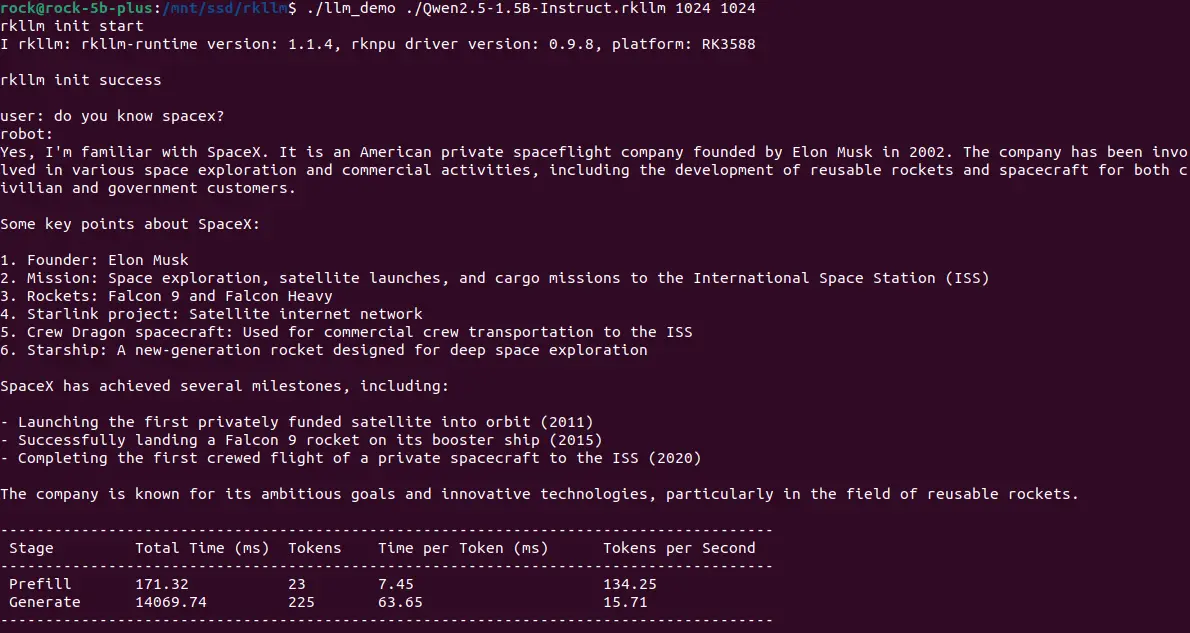 rock@rock-5b-plus:/mnt/ssd/rkllm$ ./llm_demo ./Qwen2.5-1.5B-Instruct.rkllm 1024 1024
rkllm init start
I rkllm: rkllm-runtime version: 1.1.4, rknpu driver version: 0.9.8, platform: RK3588
rkllm init success
user: do you know spacex?
robot:
Yes, I'm familiar with SpaceX. It is an American private spaceflight company founded by Elon Musk in 2002. The company has been invo
lved in various space exploration and commercial activities, including the development of reusable rockets and spacecraft for both c
ivilian and government customers.
Some key points about SpaceX:
1. Founder: Elon Musk
2. Mission: Space exploration, satellite launches, and cargo missions to the International Space Station (ISS)
3. Rockets: Falcon 9 and Falcon Heavy
4. Starlink project: Satellite internet network
5. Crew Dragon spacecraft: Used for commercial crew transportation to the ISS
6. Starship: A new-generation rocket designed for deep space exploration
SpaceX has achieved several milestones, including:
- Launching the first privately funded satellite into orbit (2011)
- Successfully landing a Falcon 9 rocket on its booster ship (2015)
- Completing the first crewed flight of a private spacecraft to the ISS (2020)
The company is known for its ambitious goals and innovative technologies, particularly in the field of reusable rockets.
--------------------------------------------------------------------------------------
Stage Total Time (ms) Tokens Time per Token (ms) Tokens per Second
--------------------------------------------------------------------------------------
Prefill 171.32 23 7.45 134.25
Generate 14069.74 225 63.65 15.71
--------------------------------------------------------------------------------------